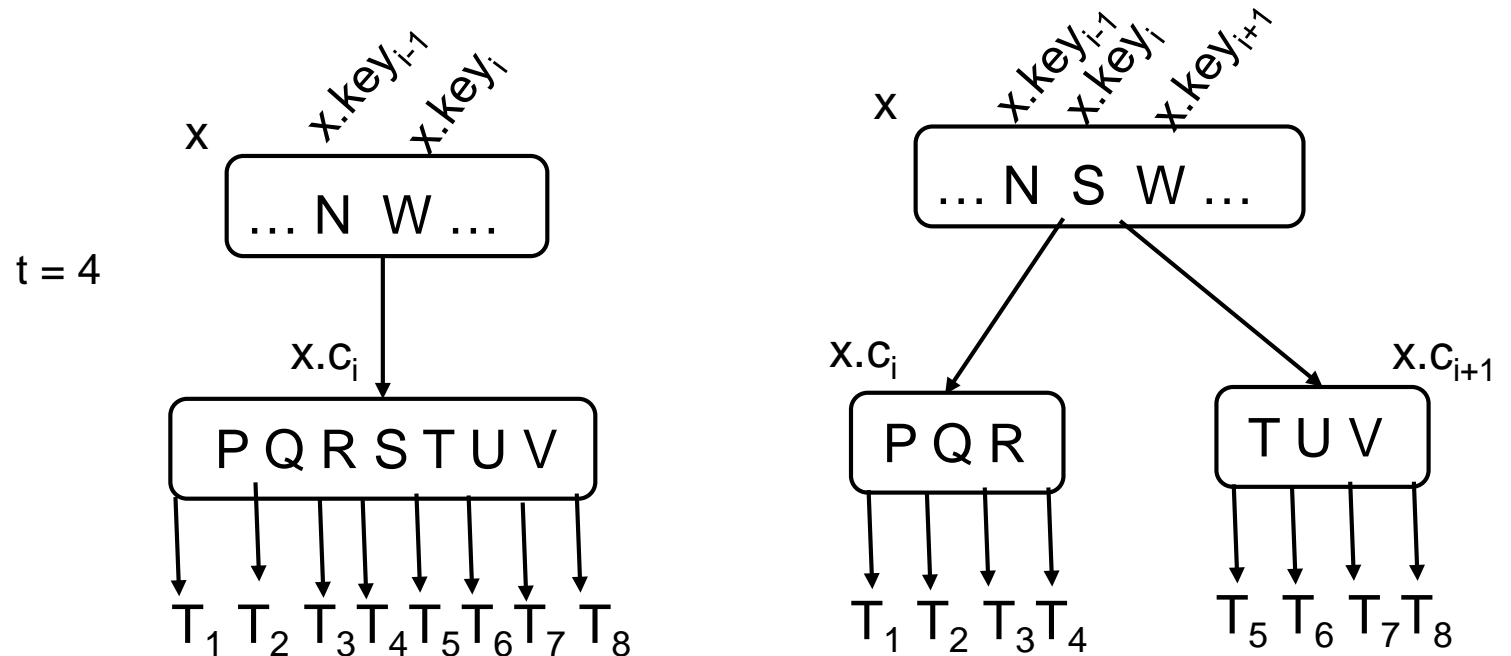 x.key_{i-1} x.key_i
x
... N W ...
t = 4
x.c_i
P Q R S T U V
T_1 T_2 T_3 T_4 T_5 T_6 T_7 T_8
x.key_{i-1} x.key_i x.key_{i+1}
x
... N S W ...
x.c_i x.c_{i+1}
P Q R T U V
T_1 T_2 T_3 T_4 T_5 T_6 T_7 T_8